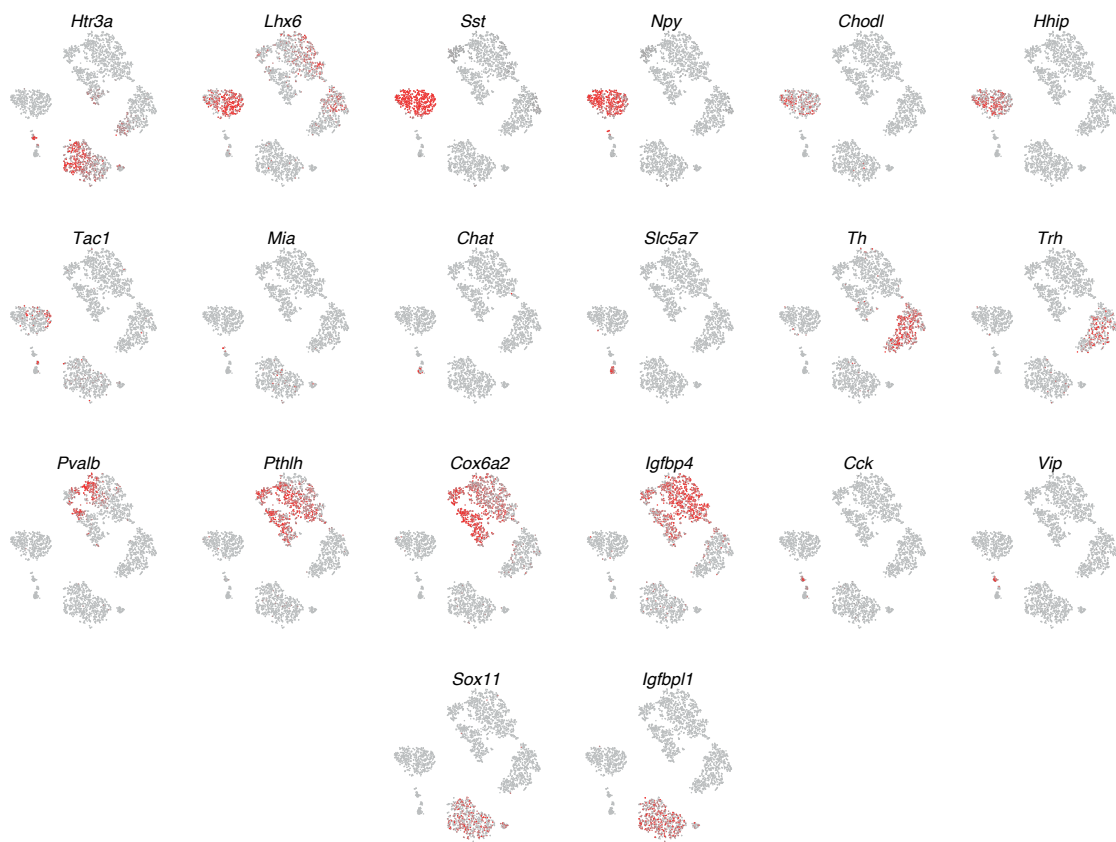 Htr3a Lhx6 Sst Npy Chodl Hhip
Tac1 Mia Chat Slc5a7 Th Trh
Pvalb Pthlh Cox6a2 Igfbp4 Cck Vip
Sox11 Igfbpl1